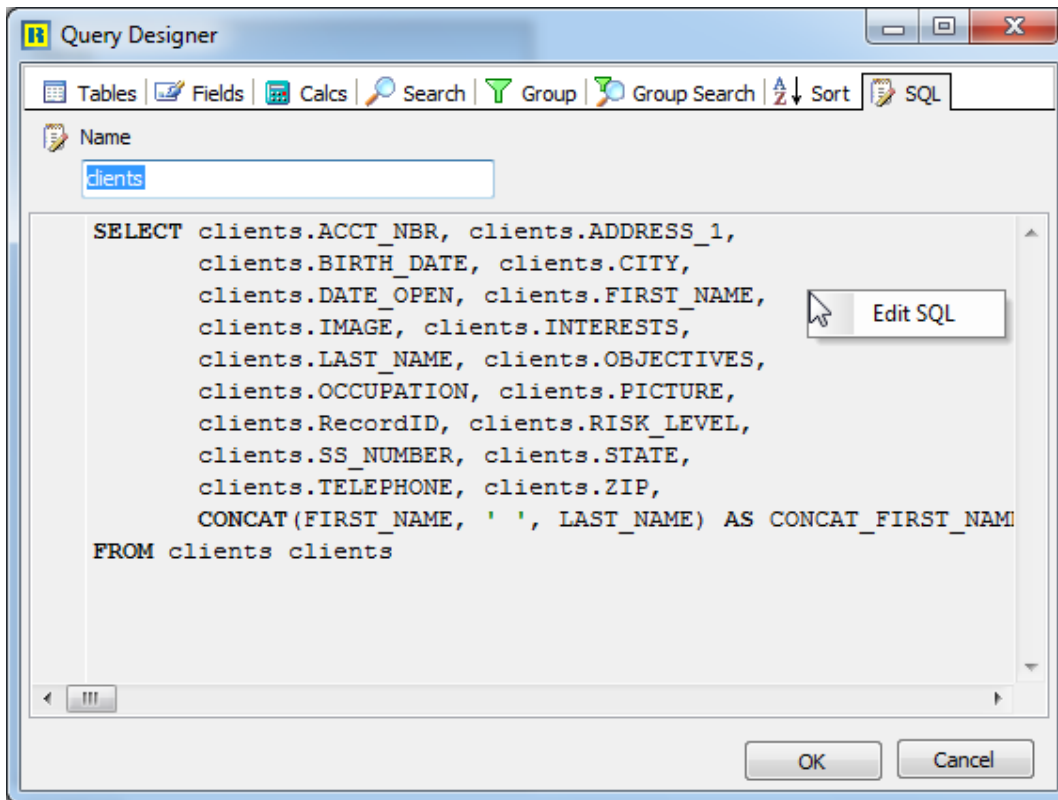 Query Designer
Tables Fields Calcs Search Group Group Search Sort SQL
Name
clients
SELECT clients.ACCT_NBR, clients.ADDRESS_1,
clients.BIRTH_DATE, clients.CITY,
clients.DATE_OPEN, clients.FIRST_NAME,
Edit SQL
clients.IMAGE, clients.INTERESTS,
clients.LAST_NAME, clients.OBJECTIVES,
clients.OCCUPATION, clients.PICTURE,
clients.RecordID, clients.RISK_LEVEL,
clients.SS_NUMBER, clients.STATE,
clients.TELEPHONE, clients.ZIP,
CONCAT(FIRST_NAME, ' ', LAST_NAME) AS CONCAT_FIRST_NAM
FROM clients clients
OK Cancel